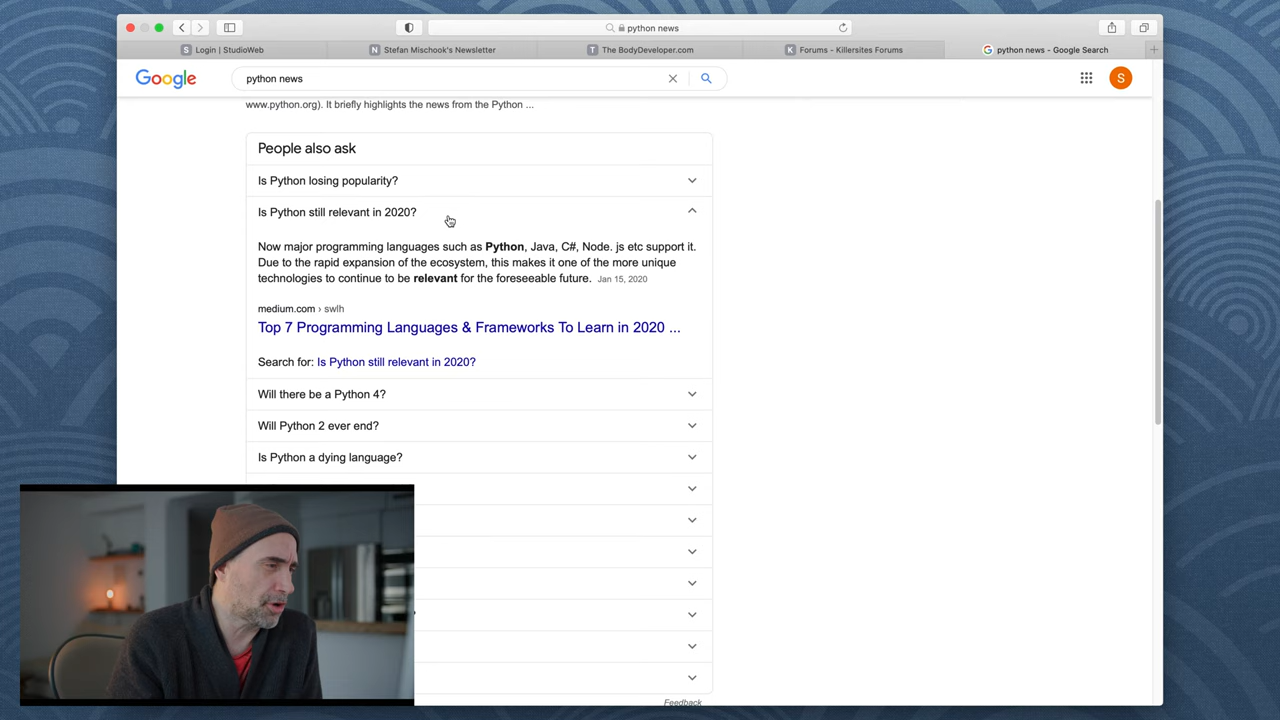 python news
S Login | StudioWeb
N Stefan Mischook's Newsletter
T The BodyDeveloper.com
K Forums - Killersites Forums
python news - Google Search
Google
python news
S
www.python.org). It briefly highlights the news from the Python ...
People also ask
Is Python losing popularity?
Is Python still relevant in 2020?
Now major programming languages such as Python, Java, C#, Node. js etc support it.
Due to the rapid expansion of the ecosystem, this makes it one of the more unique
technologies to continue to be relevant for the foreseeable future. Jan 15, 2020
medium.com › swlh
Top 7 Programming Languages & Frameworks To Learn in 2020 ...
Search for: Is Python still relevant in 2020?
Will there be a Python 4?
Will Python 2 ever end?
Is Python a dying language?
Feedback